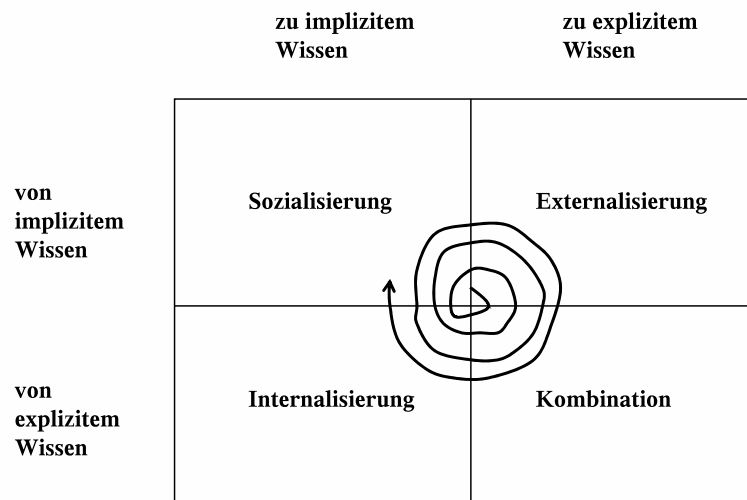 zu implizitem
Wissen
zu explizitem
Wissen
von
implizitem
Wissen
Sozialisierung
Externalisierung
von
explizitem
Wissen
Internalisierung
Kombination